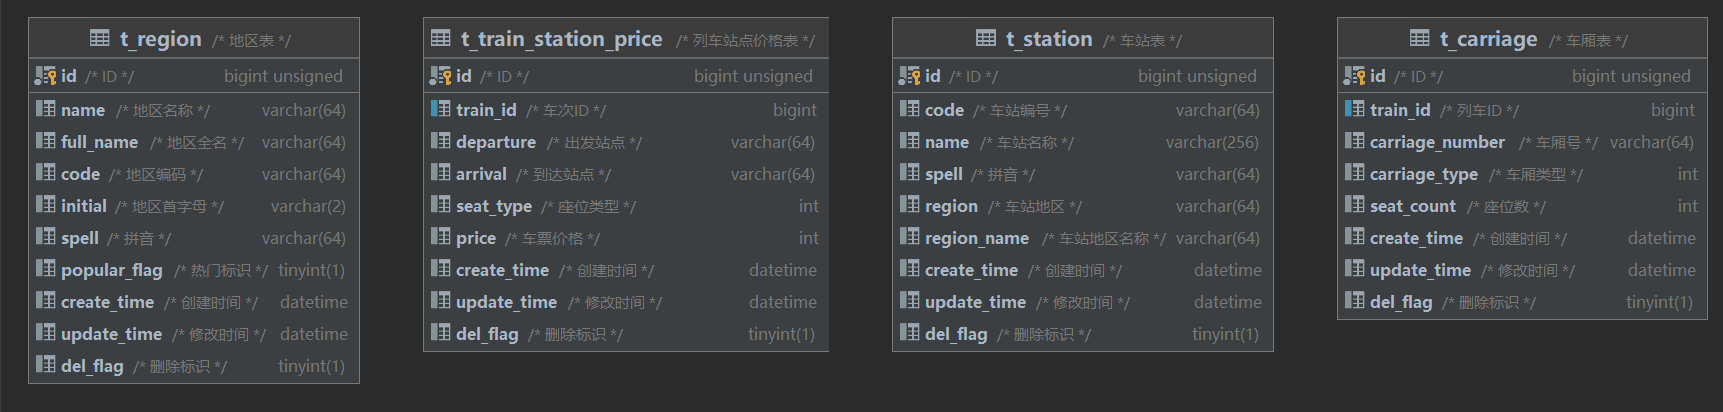 t_region /* 地区表 */
id /* ID */ bigint unsigned
name /* 地区名称 */ varchar(64)
full_name /* 地区全名 */ varchar(64)
code /* 地区编码 */ varchar(64)
initial /* 地区首字母 */ varchar(2)
spell /* 拼音 */ varchar(64)
popular_flag /* 热门标识 */ tinyint(1)
create_time /* 创建时间 */ datetime
update_time /* 修改时间 */ datetime
del_flag /* 删除标识 */ tinyint(1)
t_train_station_price /* 列车站点价格表 */
id /* ID */ bigint unsigned
train_id /* 车次ID */ bigint
departure /* 出发站点 */ varchar(64)
arrival /* 到达站点 */ varchar(64)
seat_type /* 座位类型 */ int
price /* 车票价格 */ int
create_time /* 创建时间 */ datetime
update_time /* 修改时间 */ datetime
del_flag /* 删除标识 */ tinyint(1)
t_station /* 车站表 */
id /* ID */ bigint unsigned
code /* 车站编号 */ varchar(64)
name /* 车站名称 */ varchar(256)
spell /* 拼音 */ varchar(64)
region /* 车站地区 */ varchar(64)
region_name /* 车站地区名称 */ varchar(64)
create_time /* 创建时间 */ datetime
update_time /* 修改时间 */ datetime
del_flag /* 删除标识 */ tinyint(1)
t_carriage /* 车厢表 */
id /* ID */ bigint unsigned
train_id /* 列车ID */ bigint
carriage_number /* 车厢号 */ varchar(64)
carriage_type /* 车厢类型 */ int
seat_count /* 座位数 */ int
create_time /* 创建时间 */ datetime
update_time /* 修改时间 */ datetime
del_flag /* 删除标识 */ tinyint(1)